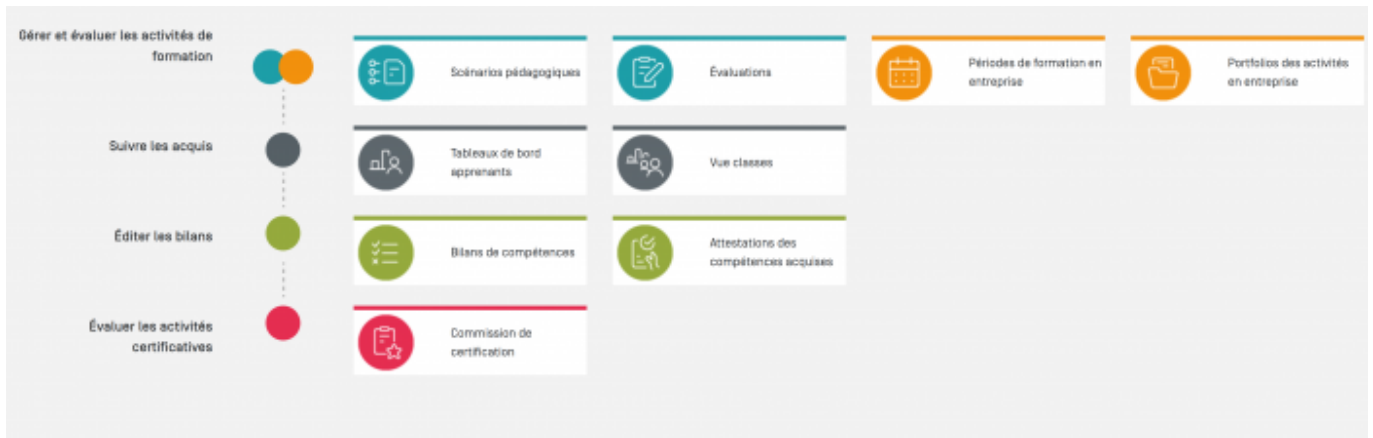 Gérer et évaluer les activités de
formation
Scénarios pédagogiques
Évaluations
Périodes de formation en
entreprise
Portfolios des activités
en entreprise
Suivre les acquis
Tableaux de bord
apprenants
Vue classes
Éditer les bilans
Bilans de compétences
Attestations des
compétences acquises
Évaluer les activités
certificatives
Commission de
certification